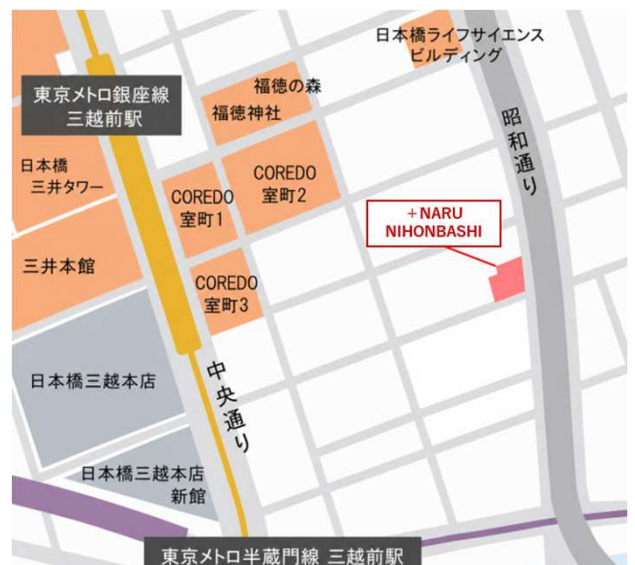 日本橋ライフサイエンス
ビルディング
東京メトロ銀座線
三越前駅
福徳の森
福徳神社
昭和通り
日本橋
三井タワー
COREDO
室町1
COREDO
室町2
+NARU
NIHONBASHI
三井本館
COREDO
室町3
日本橋三越本店
中央通り
日本橋三越本店
新館
東京メトロ半蔵門線 三越前駅